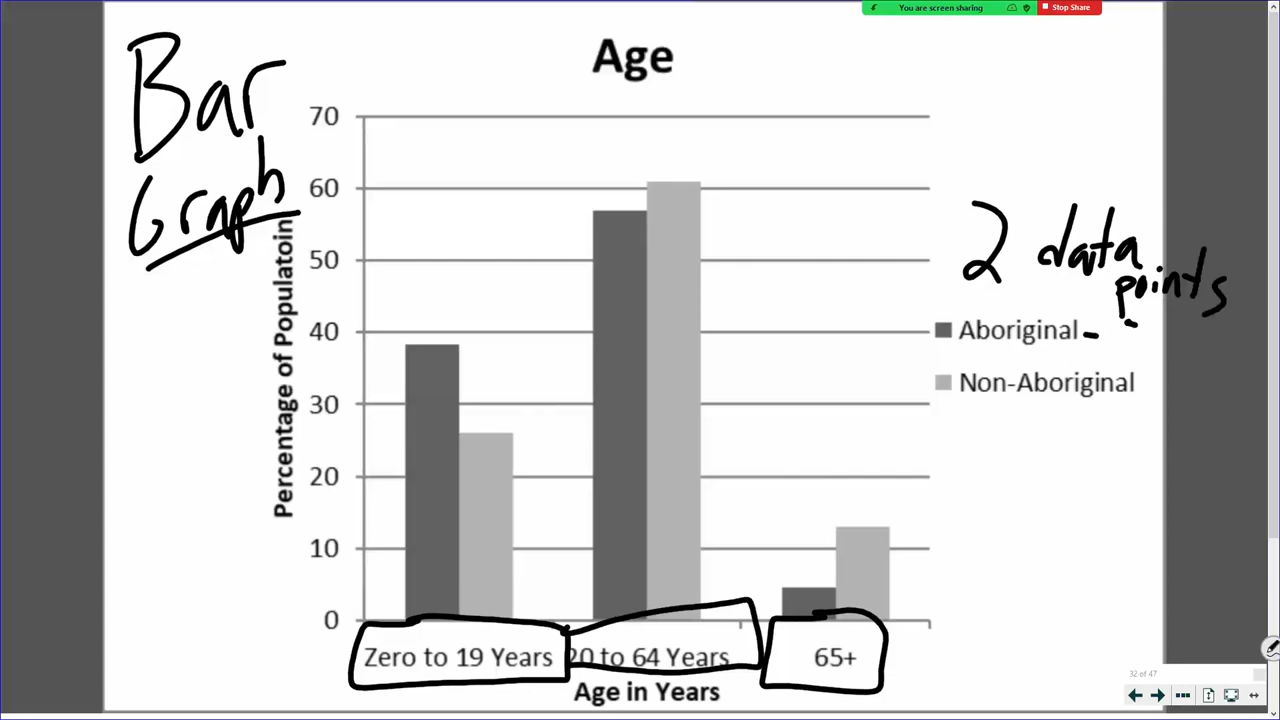 You are screen sharing
Stop Share
Age
Bar
Graph
70
60
50
40
30
20
10
0
Percentage of Populatoin
2 data
points
Aboriginal
Non-Aboriginal
Zero to 19 Years
20 to 64 Years
65+
Age in Years
32 of 47